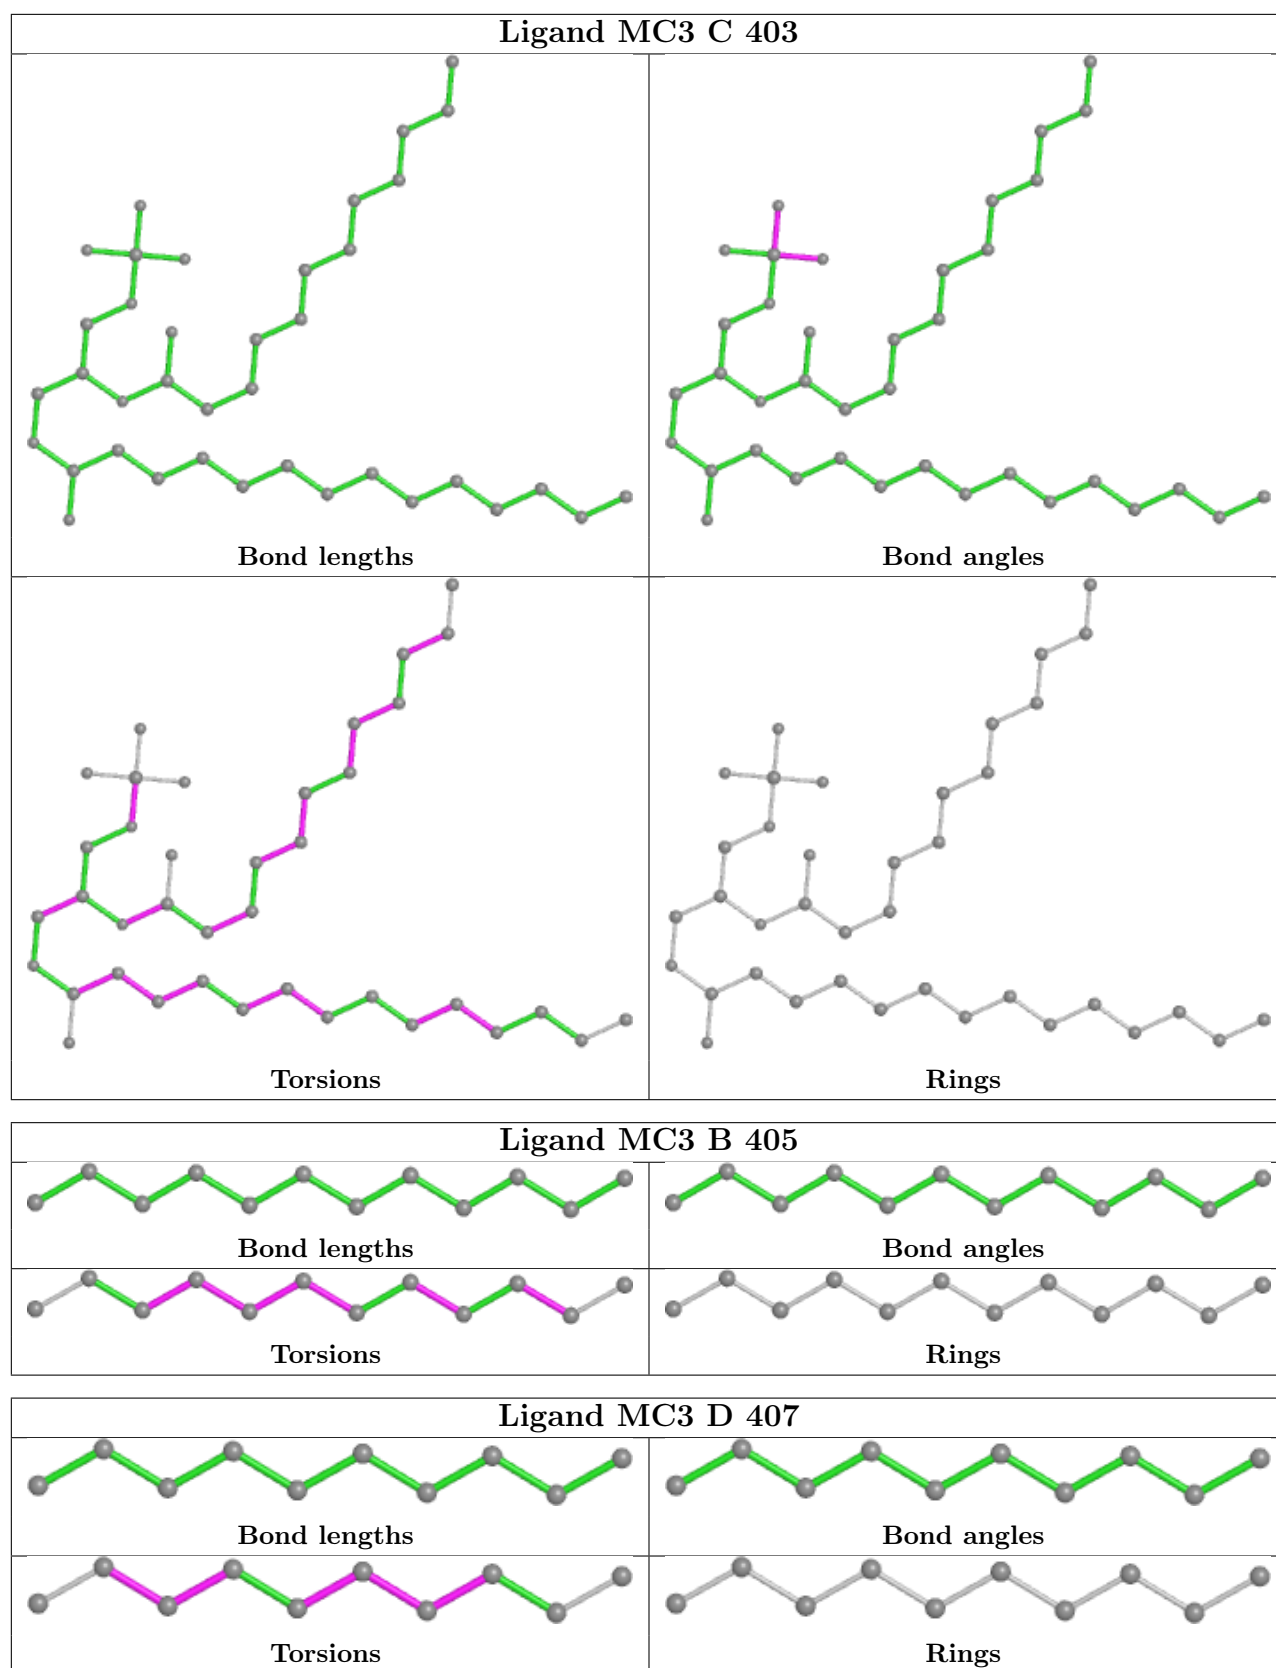 Ligand MC3 C 403
Bond lengths
Bond angles
Torsions
Rings
Ligand MC3 B 405
Bond lengths
Bond angles
Torsions
Rings
Ligand MC3 D 407
Bond lengths
Bond angles
Torsions
Rings